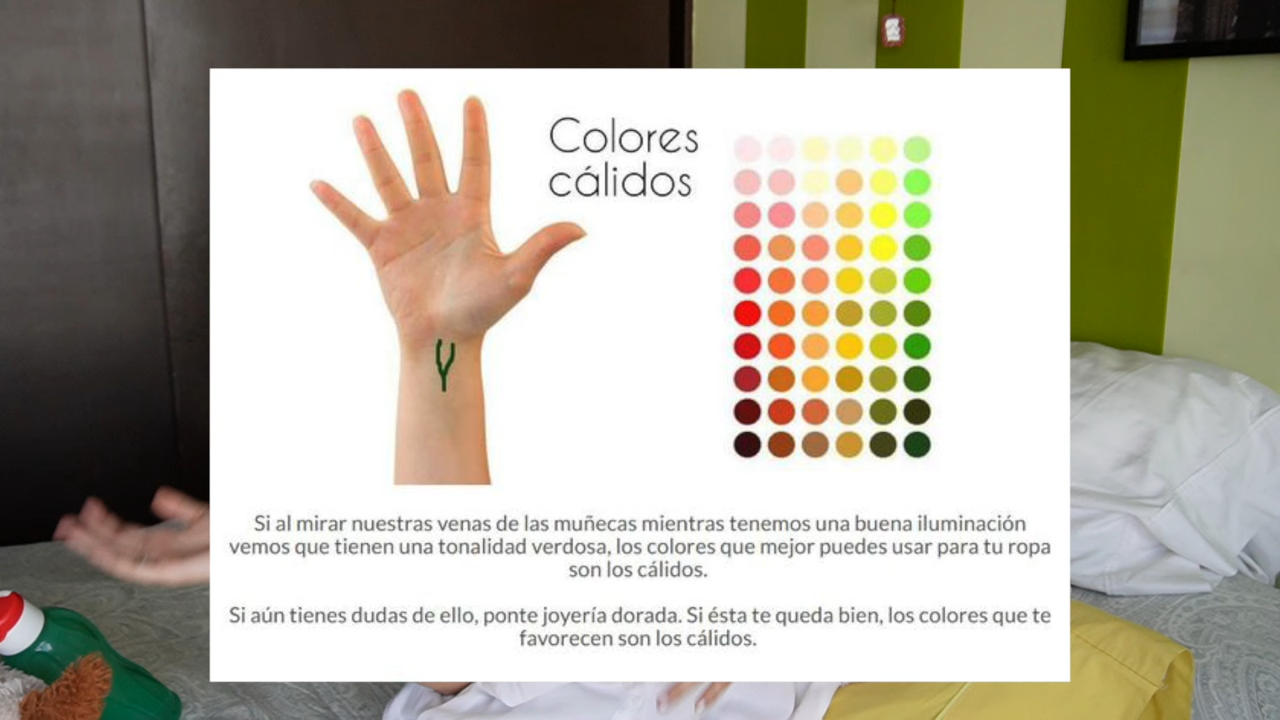 Colores
cálidos
Si al mirar nuestras venas de las muñecas mientras tenemos una buena iluminación
vemos que tienen una tonalidad verdosa, los colores que mejor puedes usar para tu ropa
son los cálidos.
Si aún tienes dudas de ello, ponte joyería dorada. Si ésta te queda bien, los colores que te
favorecen son los cálidos.